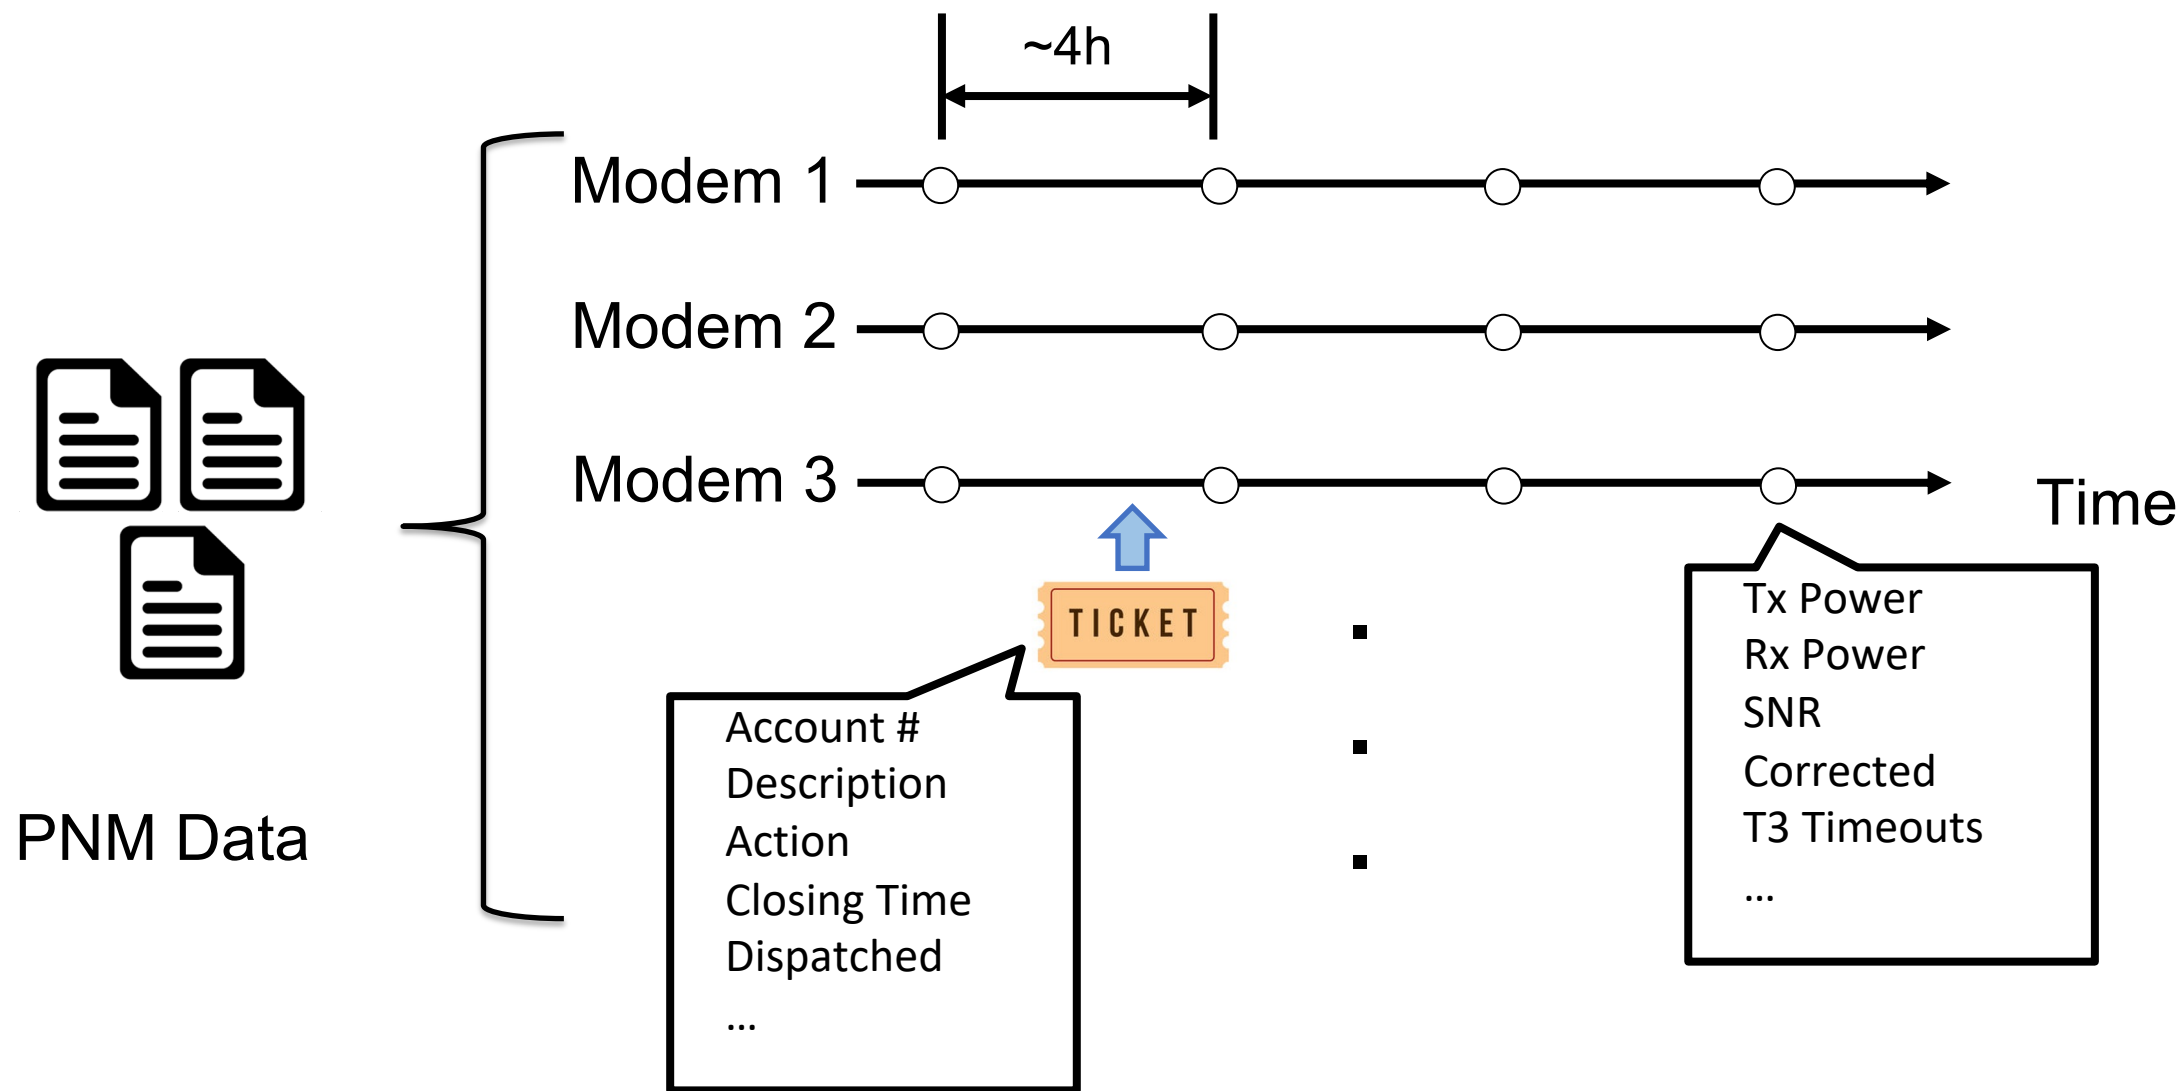 ~4h
Modem 1
Modem 2
Modem 3
Time
TICKET
Tx Power
Rx Power
SNR
Corrected
T3 Timeouts
...
Account #
Description
Action
Closing Time
Dispatched
...
PNM Data